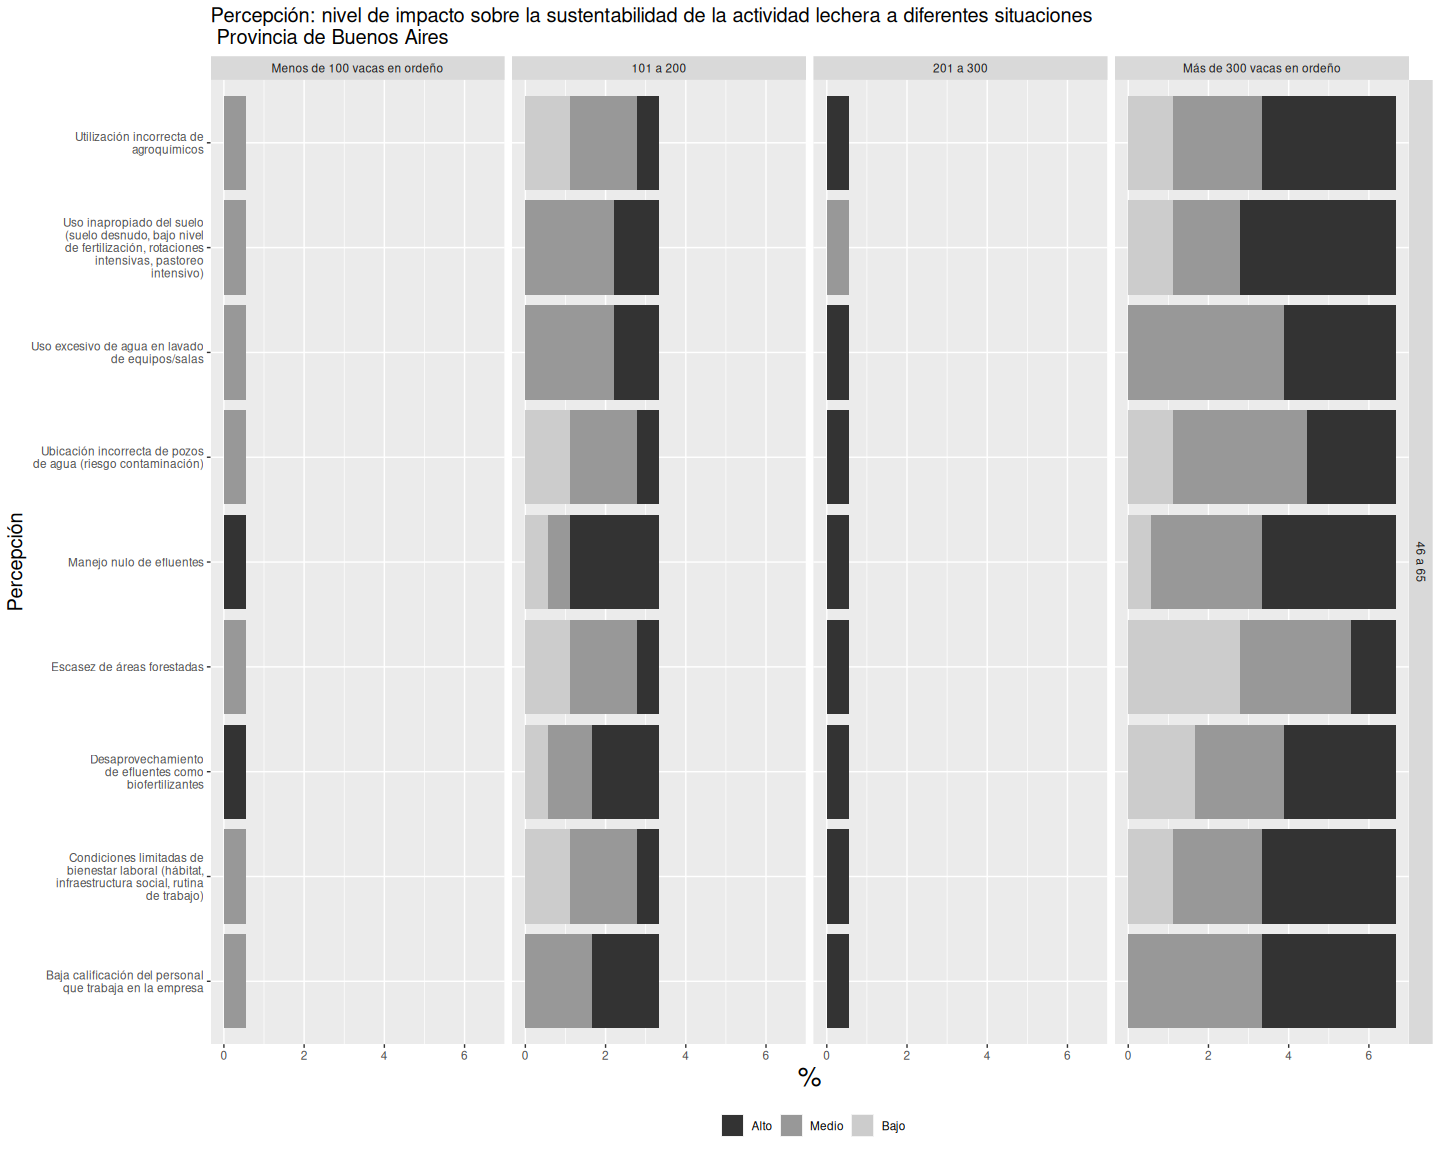 Percepción: nivel de impacto sobre la sustentabilidad de la actividad lechera a diferentes situaciones
Provincia de Buenos Aires
Menos de 100 vacas en ordeño
101 a 200
201 a 300
Más de 300 vacas en ordeño
Utilización incorrecta de
agroquímicos
Uso inapropiado del suelo
(suelo desnudo, bajo nivel
de fertilización, rotaciones
intensivas, pastoreo
intensivo)
Uso excesivo de agua en lavado
de equipos/salas
Ubicación incorrecta de pozos
de agua (riesgo contaminación)
Manejo nulo de efluentes
Escasez de áreas forestadas
Desaprovechamiento
de efluentes como
biofertilizantes
Condiciones limitadas de
bienestar laboral (hábitat,
infraestructura social, rutina
de trabajo)
Baja calificación del personal
que trabaja en la empresa
Percepción
46 a 65
0 2 4 6
0 2 4 6
0 2 4 6
0 2 4 6
%
Alto Medio Bajo